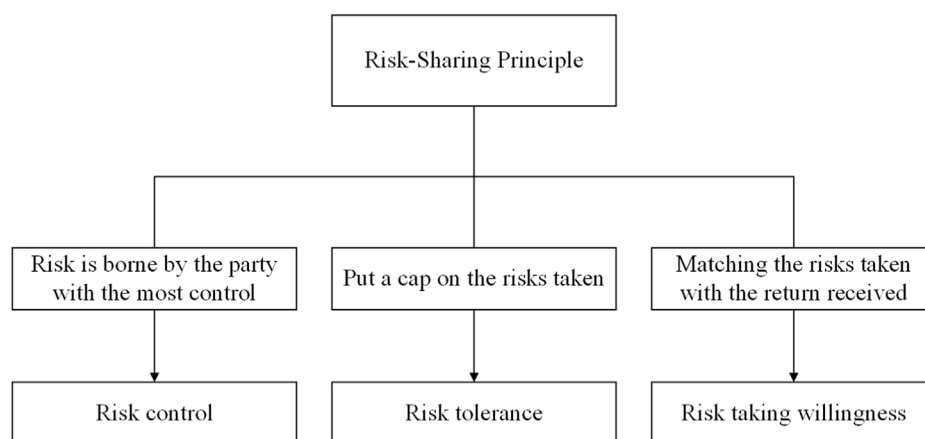 Risk-Sharing Principle
Risk is borne by the party
with the most control
Put a cap on the risks taken
Matching the risks taken
with the return received
Risk control
Risk tolerance
Risk taking willingness